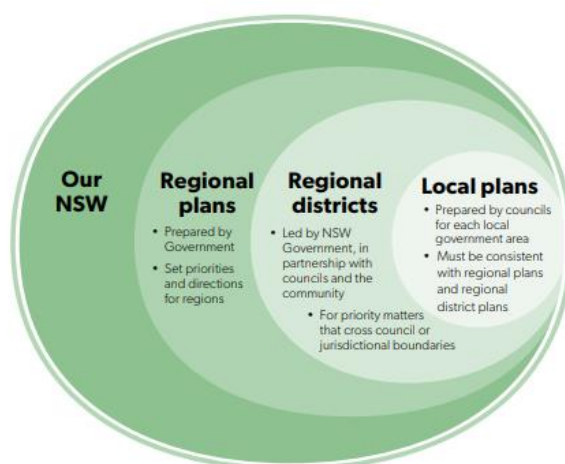 Our
NSW
Regional
plans
• Prepared by
Government
• Set priorities
and directions
for regions
Regional
districts
• Led by NSW
Government, in
partnership with
councils and the
community
• For priority matters
that cross council or
jurisdictional boundaries
Local plans
• Prepared by councils
for each local
government area
• Must be consistent
with regional plans
and regional
district plans